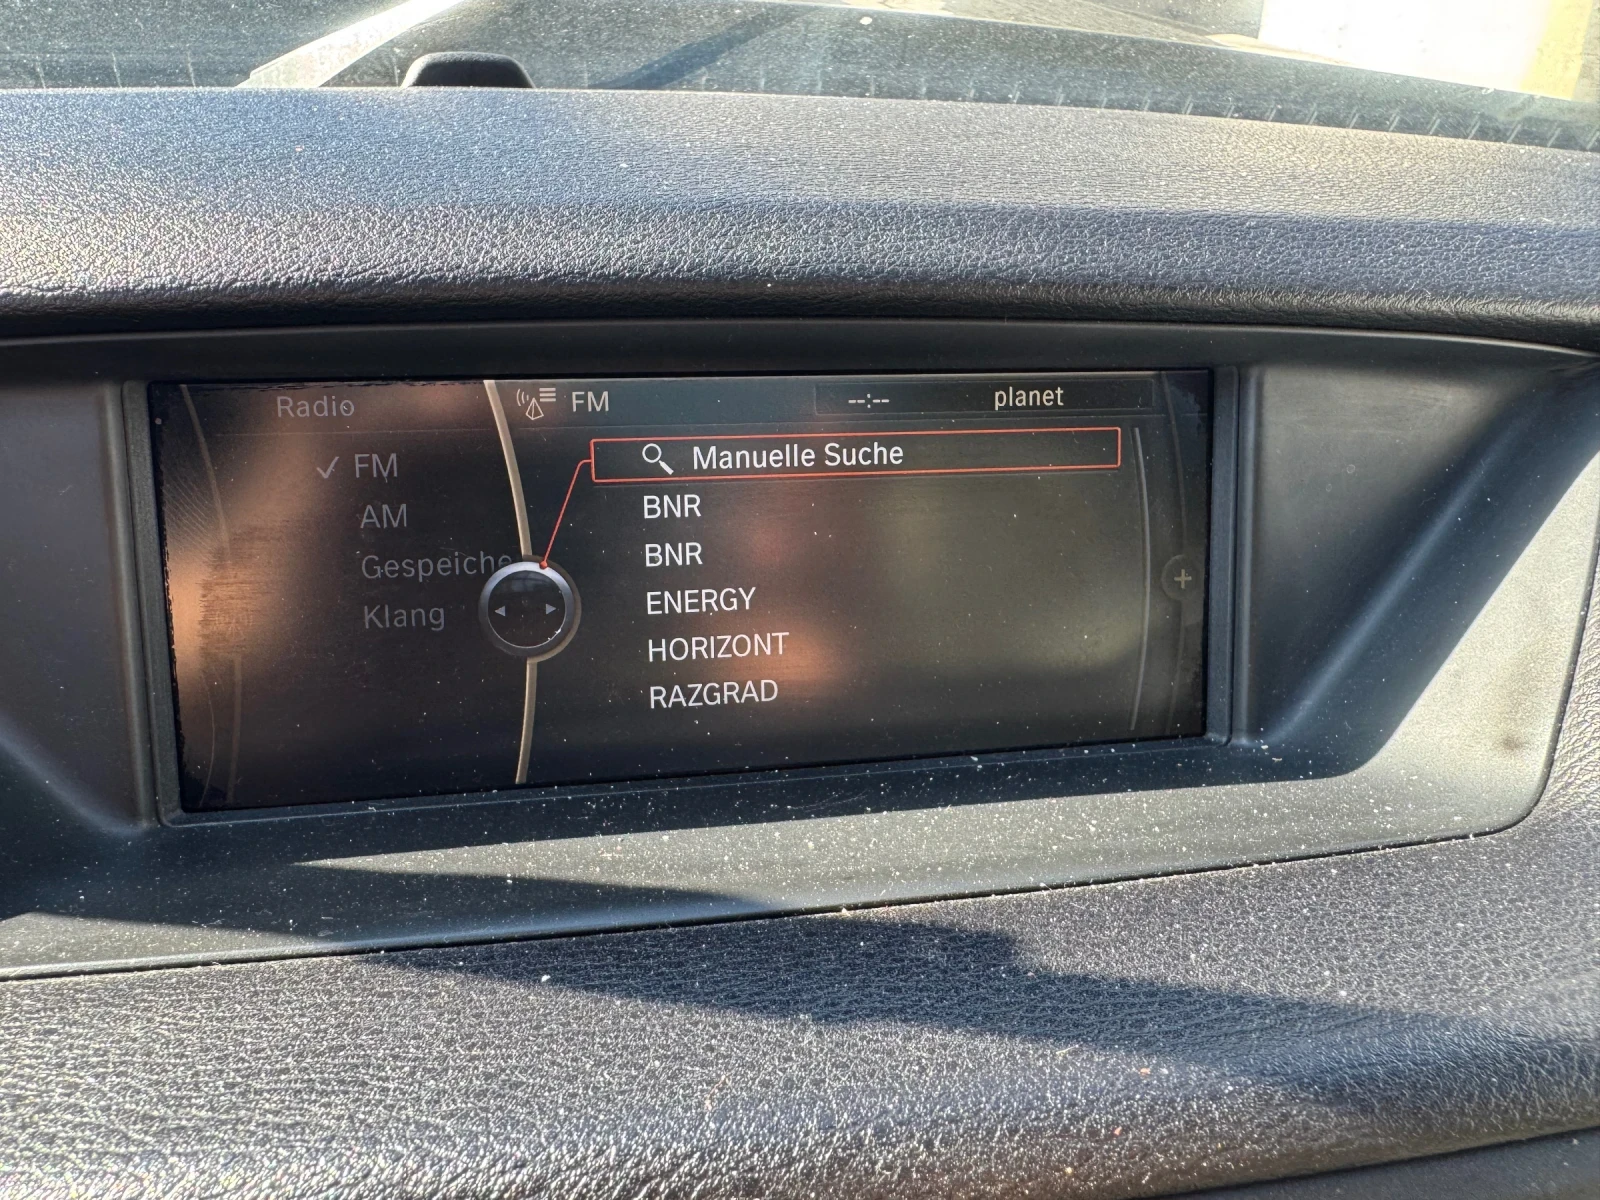 Radio
FM
--:--
planet
✓ FM
AM
Gespeiche
Klang
Manuelle Suche
BNR
BNR
ENERGY
HORIZONT
RAZGRAD